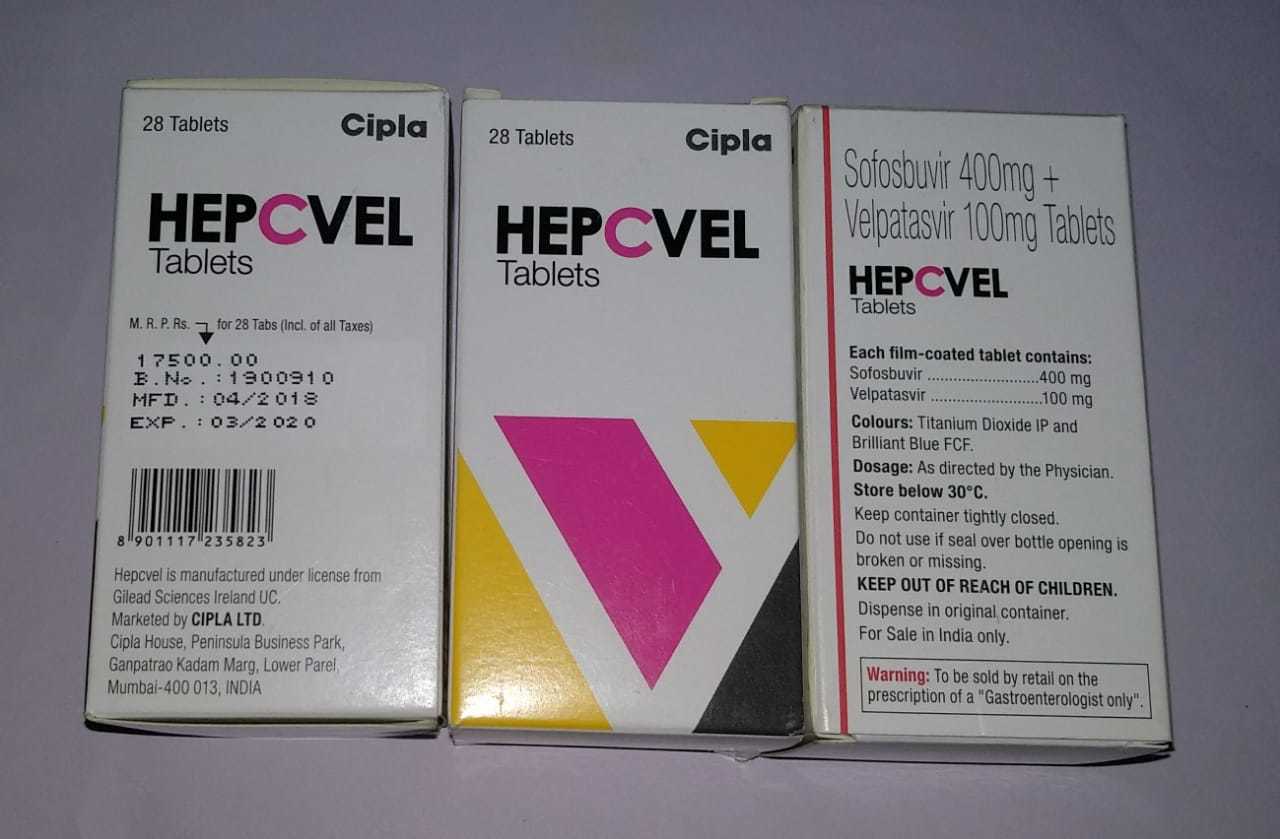 28 Tablets
Cipla
HEPCVEL
Tablets
M. R. P. Rs. for 28 Tabs (Incl. of all Taxes)
17500.00
B.No.:1900910
MFD.:04/2018
EXP.:03/2020
8 901117 235823
Hepcvel is manufactured under license from
Gilead Sciences Ireland UC.
Marketed by CIPLA LTD.
Cipla House, Peninsula Business Park,
Ganpatrao Kadam Marg, Lower Parel,
Mumbai-400 013, INDIA
28 Tablets
Cipla
HEPCVEL
Tablets
Sofosbuvir 400mg +
Velpatasvir 100mg Tablets
HEPCVEL
Tablets
Each film-coated tablet contains:
Sofosbuvir ..........................400 mg
Velpatasvir ..........................100 mg
Colours: Titanium Dioxide IP and
Brilliant Blue FCF.
Dosage: As directed by the Physician.
Store below 30°C.
Keep container tightly closed.
Do not use if seal over bottle opening is
broken or missing.
KEEP OUT OF REACH OF CHILDREN.
Dispense in original container.
For Sale in India only.
Warning: To be sold by retail on the
prescription of a "Gastroenterologist only".